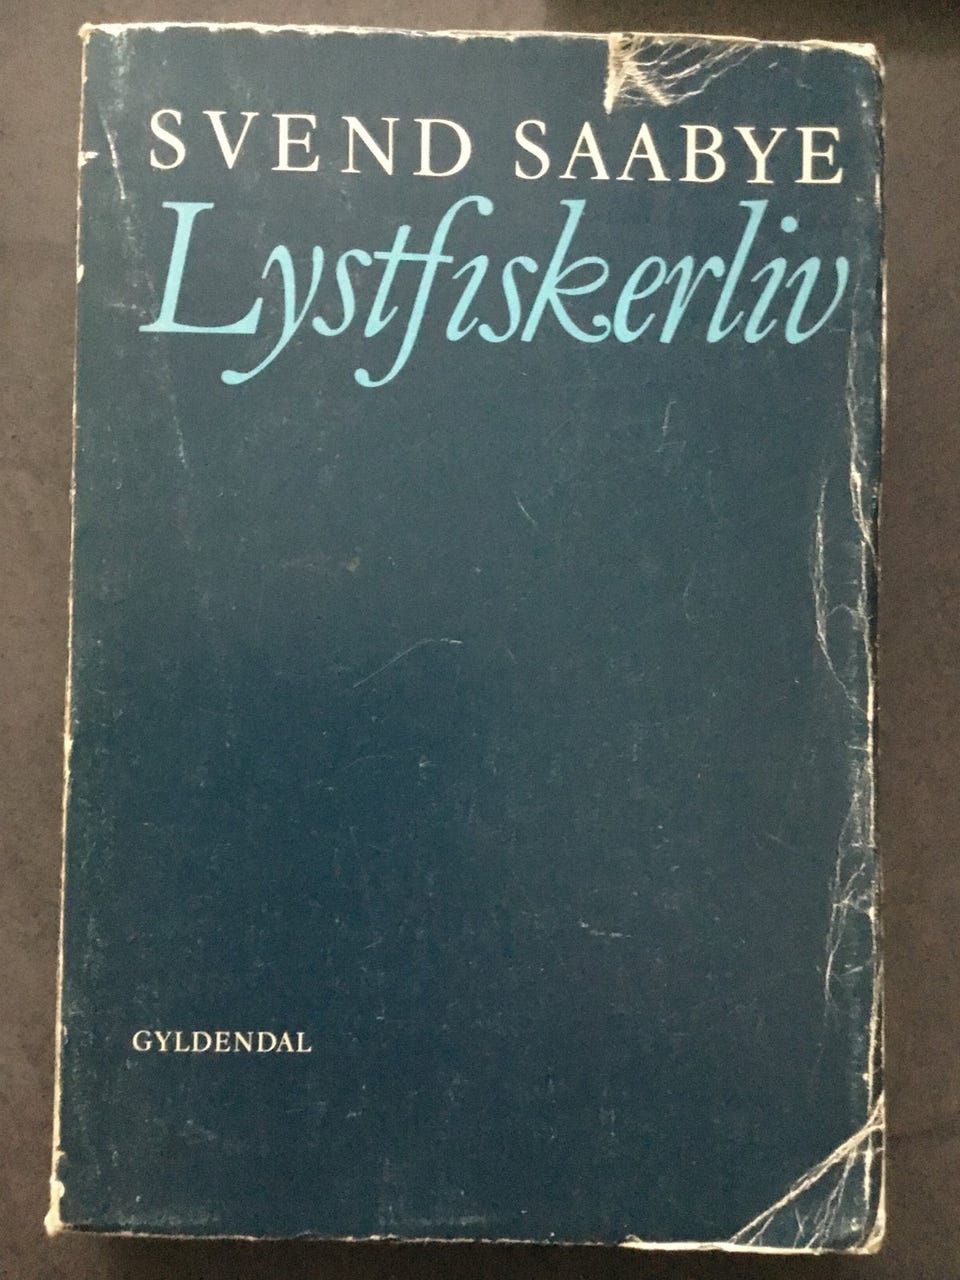 SVEND SAABYE
Lystfiskerliv
GYLDENDAL